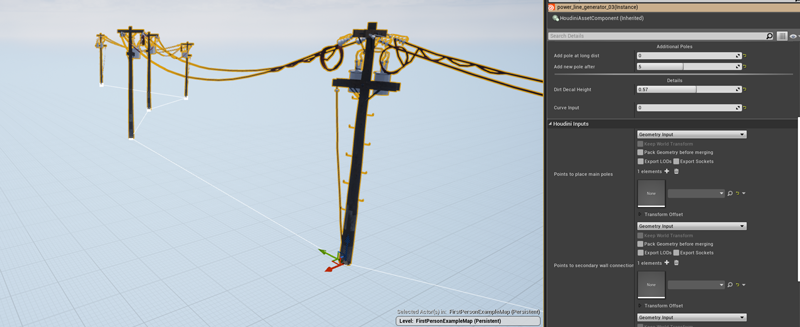 power_line_generator_03(Instance)
HoudiniAssetComponent (Inherited)
Search Details
Additional Poles
Add pole at long dist
0
Add new pole after
5
Details
Dirt Decal Height
0.57
Curve Input
0
Houdini Inputs
Geometry Input
Keep World Transform
Pack Geometry before merging
Export LODs
Export Sockets
1 elements
Points to place main poles
None
Transform Offset
Geometry Input
Keep World Transform
Pack Geometry before merging
Export LODs
Export Sockets
1 elements
Points to secondary wall connection
None
Transform Offset
Geometry Input
Selected Actor(s) in: FirstPersonExampleMap (Persistent)
Level: FirstPersonExampleMap (Persistent)